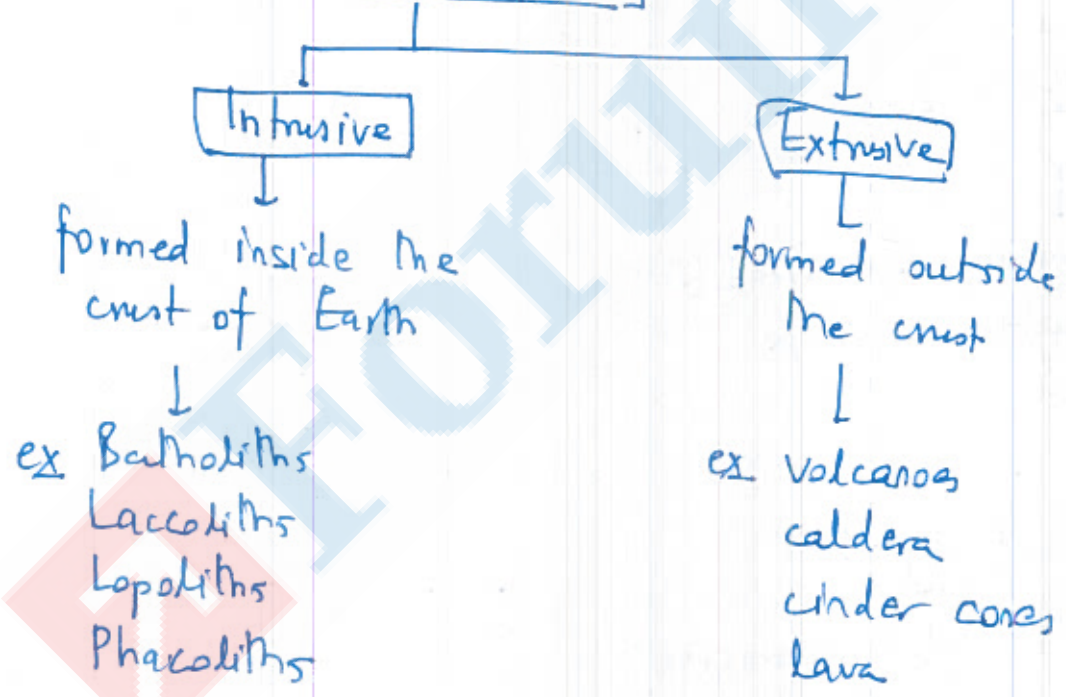 Intrusive
formed inside the
crust of Earth
ex Batholiths
Laccoliths
Lopoliths
Phacoliths
Extrusive
formed outside
the crust
ex. Volcanoes
caldera
cinder cones
lava
Forum